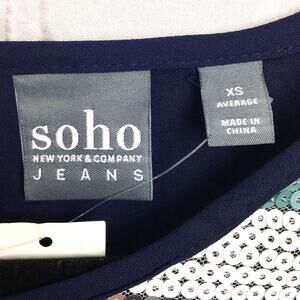 soho
NEW YORK & COMPANY
JEANS
XS
AVERAGE
MADE IN
CHINA